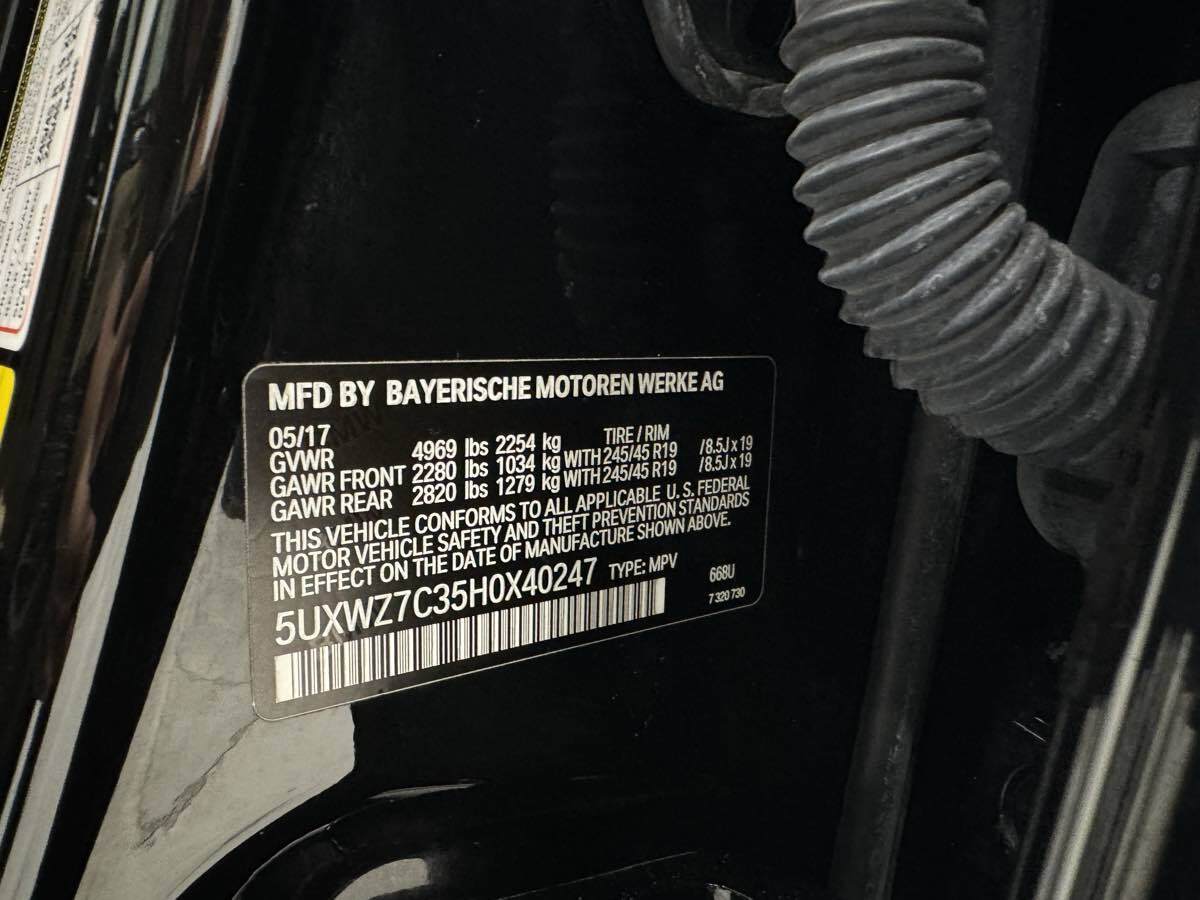 MFD BY BAYERISCHE MOTOREN WERKE AG
05/17 TIRE / RIM
GVWR 4969 lbs 2254 kg
GAWR FRONT 2280 lbs 1034 kg WITH 245/45 R19 /8.5J x 19
GAWR REAR 2820 lbs 1279 kg WITH 245/45 R19 /8.5J x 19
THIS VEHICLE CONFORMS TO ALL APPLICABLE U.S. FEDERAL
MOTOR VEHICLE SAFETY AND THEFT PREVENTION STANDARDS
IN EFFECT ON THE DATE OF MANUFACTURE SHOWN ABOVE.
5UXWZ7C35H0X40247 TYPE: MPV 668U
7 320 730